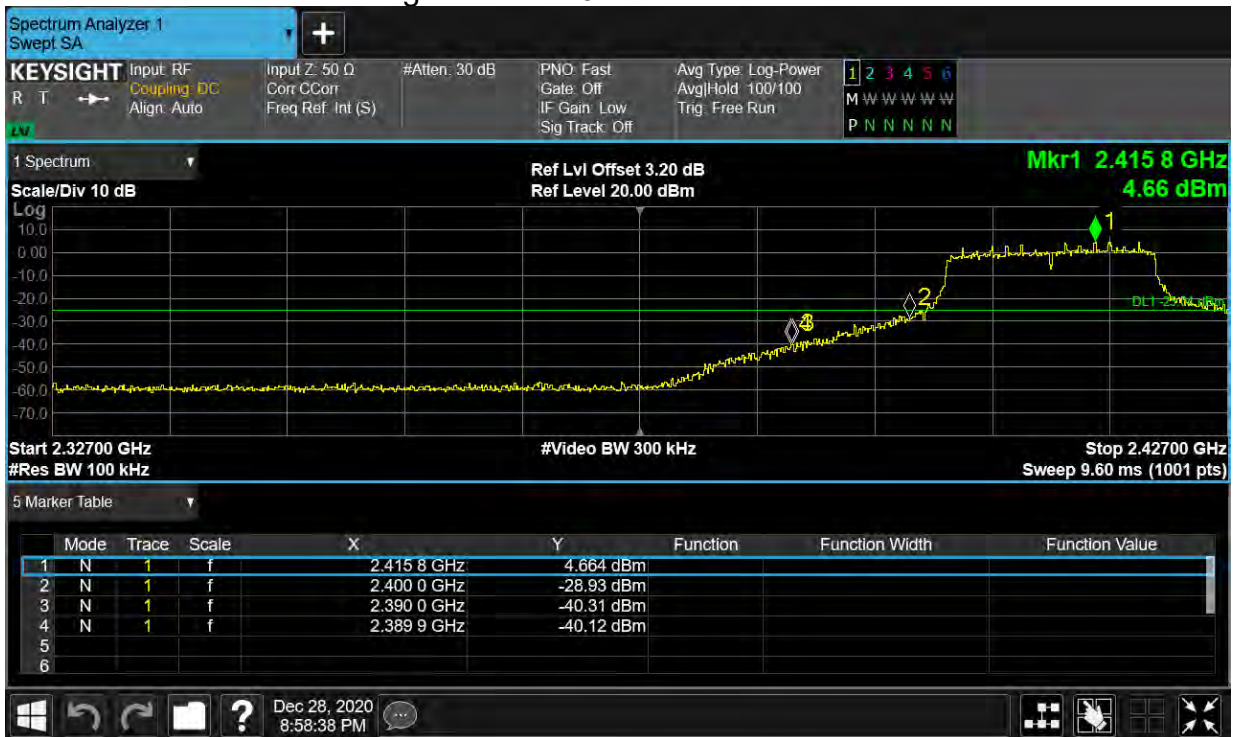 Spectrum Analyzer 1
Swept SA
+
KEYSIGHT Input: RF Input Z: 50 Ω #Atten: 30 dB PNO: Fast Avg Type: Log-Power 1 2 3 4 5 6
R T Coupling: DC Corr CCorr Gate: Off Avg|Hold: 100/100 M W W W W W W
Align: Auto Freq Ref: Int (S) IF Gain: Low Trig: Free Run P N N N N N N
Sig Track: Off
LXI
1 Spectrum Ref Lvl Offset 3.20 dB Mkr1 2.415 8 GHz
Scale/Div 10 dB Ref Level 20.00 dBm 4.66 dBm
Log
10.0
0.00
-10.0
-20.0
-30.0
-40.0
-50.0
-60.0
-70.0
1
2
3
Start 2.32700 GHz #Video BW 300 kHz Stop 2.42700 GHz
#Res BW 100 kHz Sweep 9.60 ms (1001 pts)
5 Marker Table
Mode Trace Scale X Y Function Function Width Function Value
1 N 1 f 2.415 8 GHz 4.664 dBm
2 N 1 f 2.400 0 GHz -28.93 dBm
3 N 1 f 2.390 0 GHz -40.31 dBm
4 N 1 f 2.389 9 GHz -40.12 dBm
5
6
? Dec 28, 2020
8:58:38 PM